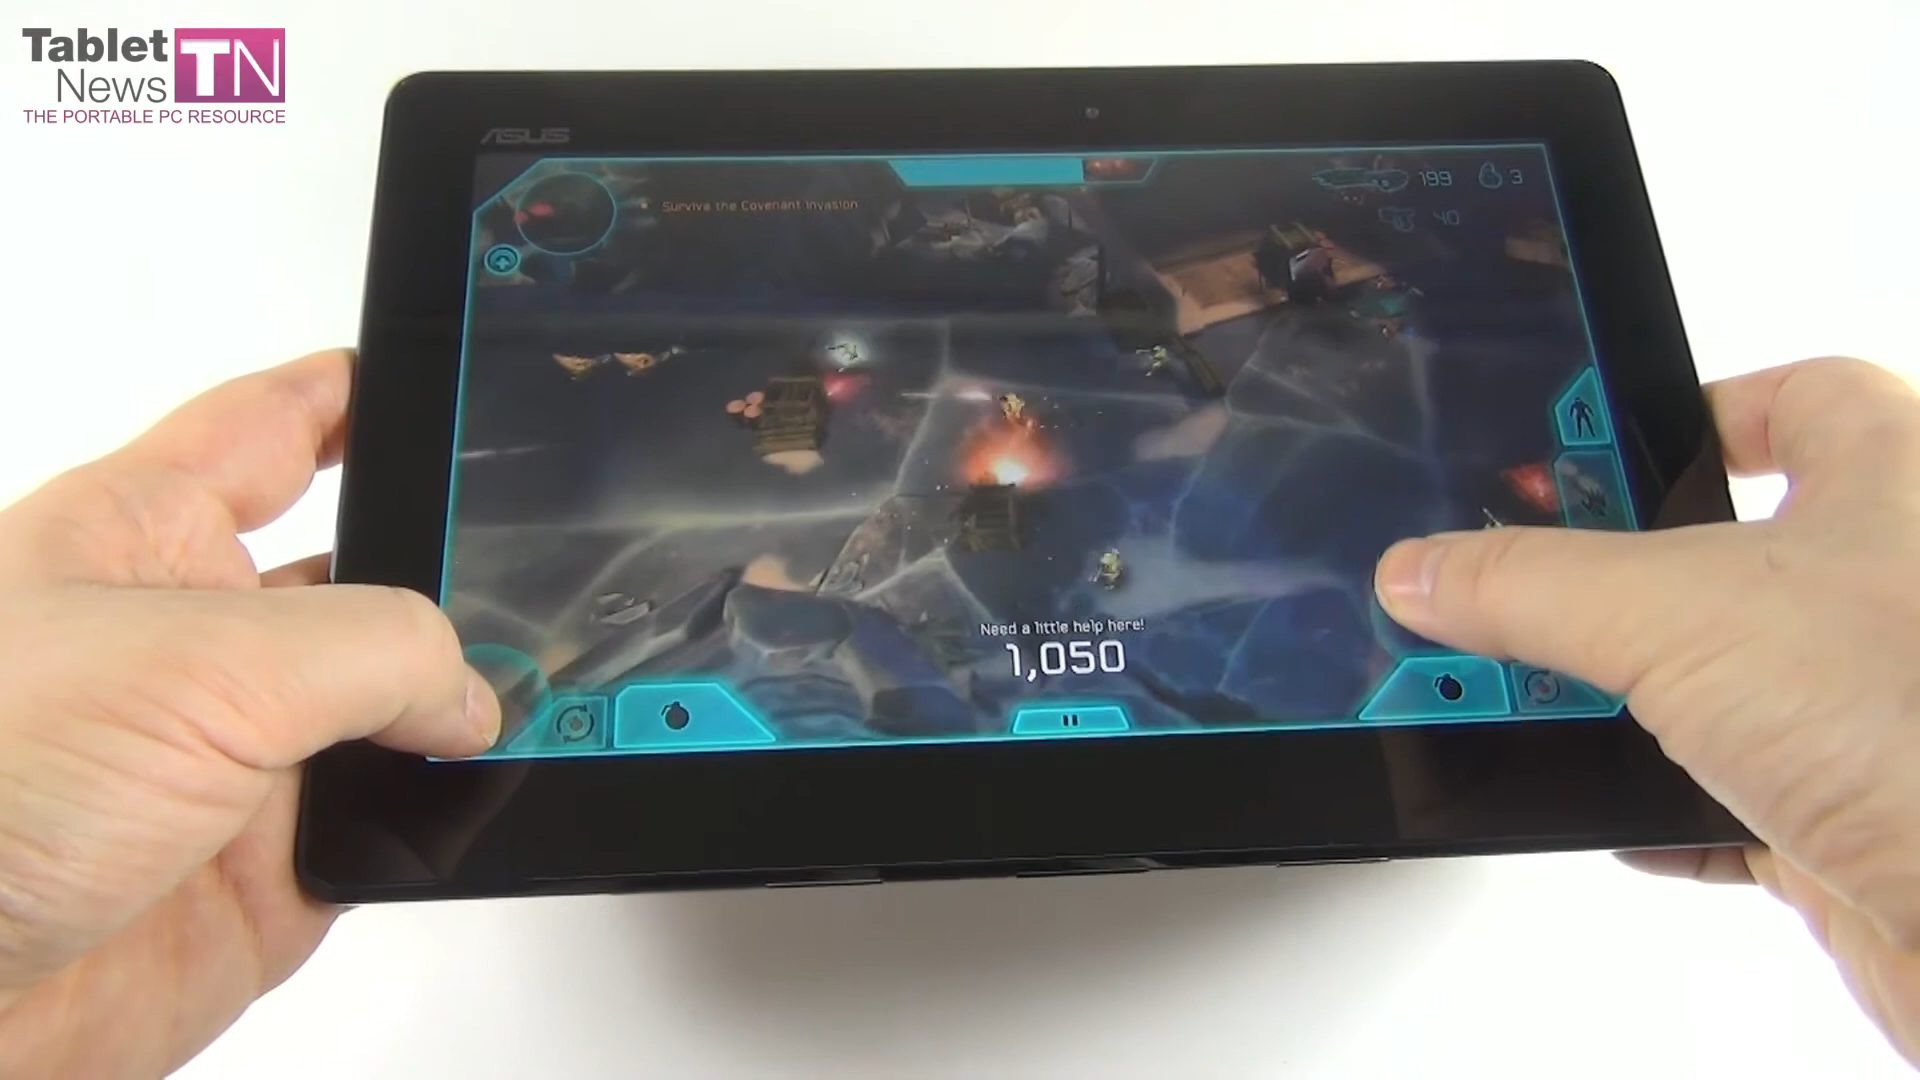 Tablet
News TN
THE PORTABLE PC RESOURCE
ASUS
Survive the Covenant Invasion
199 3
40
Need a little help here!
1,050